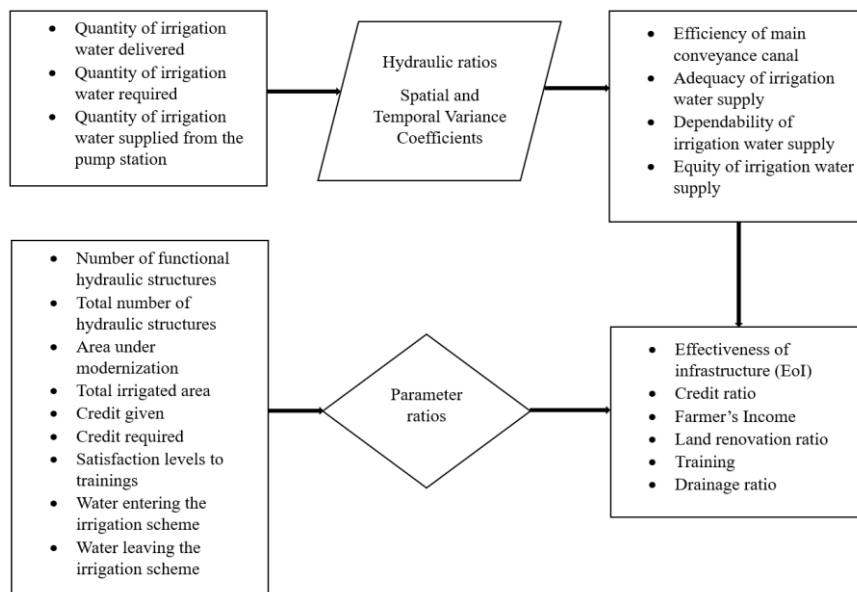 • Quantity of irrigation
water delivered
• Quantity of irrigation
water required
• Quantity of irrigation
water supplied from the
pump station
Hydraulic ratios
Spatial and
Temporal Variance
Coefficients
• Efficiency of main
conveyance canal
• Adequacy of irrigation
water supply
• Dependability of
irrigation water supply
• Equity of irrigation water
supply
• Number of functional
hydraulic structures
• Total number of
hydraulic structures
• Area under
modernization
• Total irrigated area
• Credit given
• Credit required
• Satisfaction levels to
trainings
• Water entering the
irrigation scheme
• Water leaving the
irrigation scheme
Parameter
ratios
• Effectiveness of
infrastructure (EoI)
• Credit ratio
• Farmer’s Income
• Land renovation ratio
• Training
• Drainage ratio